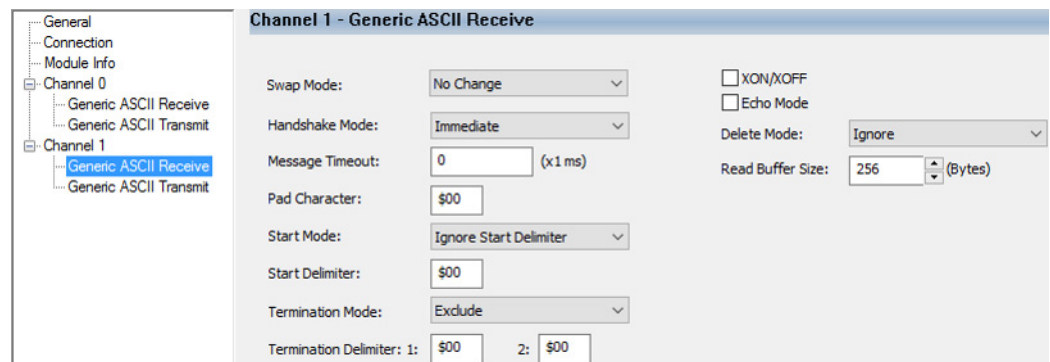 General
Connection
Module Info
Channel 0
Generic ASCII Receive
Generic ASCII Transmit
Channel 1
Generic ASCII Receive
Generic ASCII Transmit
Channel 1 - Generic ASCII Receive
Swap Mode: No Change
Handshake Mode: Immediate
Message Timeout: 0 (x1 ms)
Pad Character: $00
Start Mode: Ignore Start Delimiter
Start Delimiter: $00
Termination Mode: Exclude
Termination Delimiter: 1: $00 2: $00
XON/XOFF
Echo Mode
Delete Mode: Ignore
Read Buffer Size: 256 (Bytes)